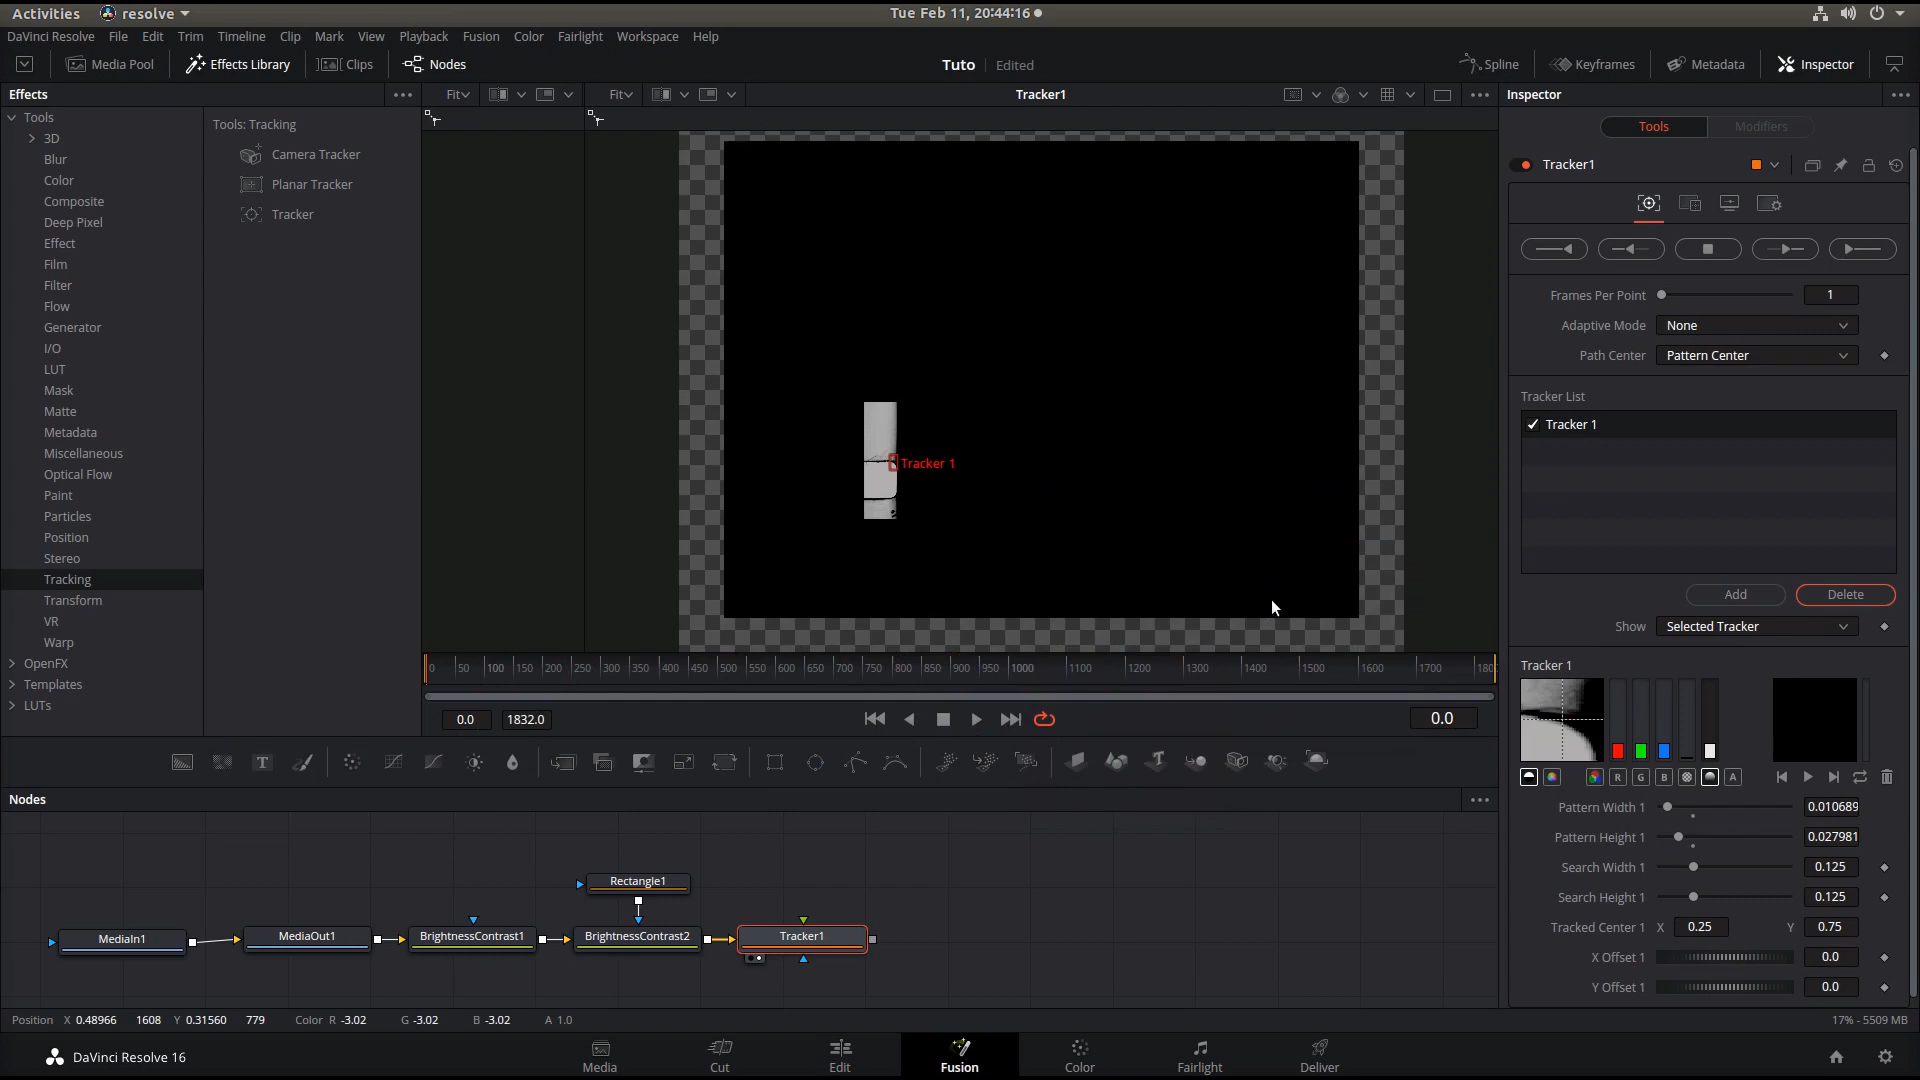 Activities
resolve
Tue Feb 11, 20:44:16
DaVinci Resolve File Edit Trim Timeline Clip Mark View Playback Fusion Color Fairlight Workspace Help
Media Pool Effects Library Clips Nodes Tuto Edited Spline Keyframes Metadata Inspector
Effects
Fit Fit Tracker1
Inspector
Tools
3D
Blur
Color
Composite
Deep Pixel
Effect
Film
Filter
Flow
Generator
I/O
LUT
Mask
Matte
Metadata
Miscellaneous
Optical Flow
Paint
Particles
Position
Stereo
Tracking
Transform
VR
Warp
OpenFX
Templates
LUTs
Tools: Tracking
Camera Tracker
Planar Tracker
Tracker
Tracker 1
0 50 100 150 200 250 300 350 400 450 500 550 600 650 700 750 800 850 900 950 1000 1100 1200 1300 1400 1500 1600 1700 180
0.0 1832.0 0.0
Tools Modifiers
Tracker1
Frames Per Point 1
Adaptive Mode None
Path Center Pattern Center
Tracker List
Tracker 1
Add Delete
Show Selected Tracker
Tracker 1
R G B A
Pattern Width 1 0.010689
Pattern Height 1 0.027981
Search Width 1 0.125
Search Height 1 0.125
Tracked Center 1 X 0.25 Y 0.75
X Offset 1 0.0
Y Offset 1 0.0
Nodes
Rectangle1
MediaIn1 MediaOut1 BrightnessContrast1 BrightnessContrast2 Tracker1
Position X 0.48966 1608 Y 0.31560 779 Color R -3.02 G -3.02 B -3.02 A 1.0 17% - 5509 MB
DaVinci Resolve 16
Media Cut Edit Fusion Color Fairlight Deliver